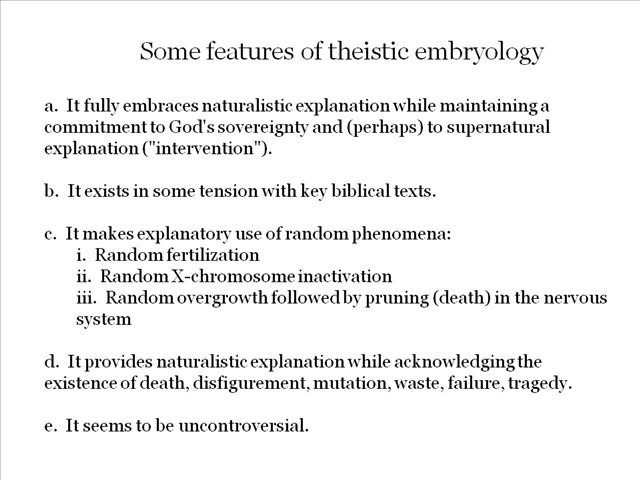 Some features of theistic embryology
a. It fully embraces naturalistic explanation while maintaining a
commitment to God's sovereignty and (perhaps) to supernatural
explanation ("intervention").
b. It exists in some tension with key biblical texts.
c. It makes explanatory use of random phenomena:
i. Random fertilization
ii. Random X-chromosome inactivation
iii. Random overgrowth followed by pruning (death) in the nervous
system
d. It provides naturalistic explanation while acknowledging the
existence of death, disfigurement, mutation, waste, failure, tragedy.
e. It seems to be uncontroversial.